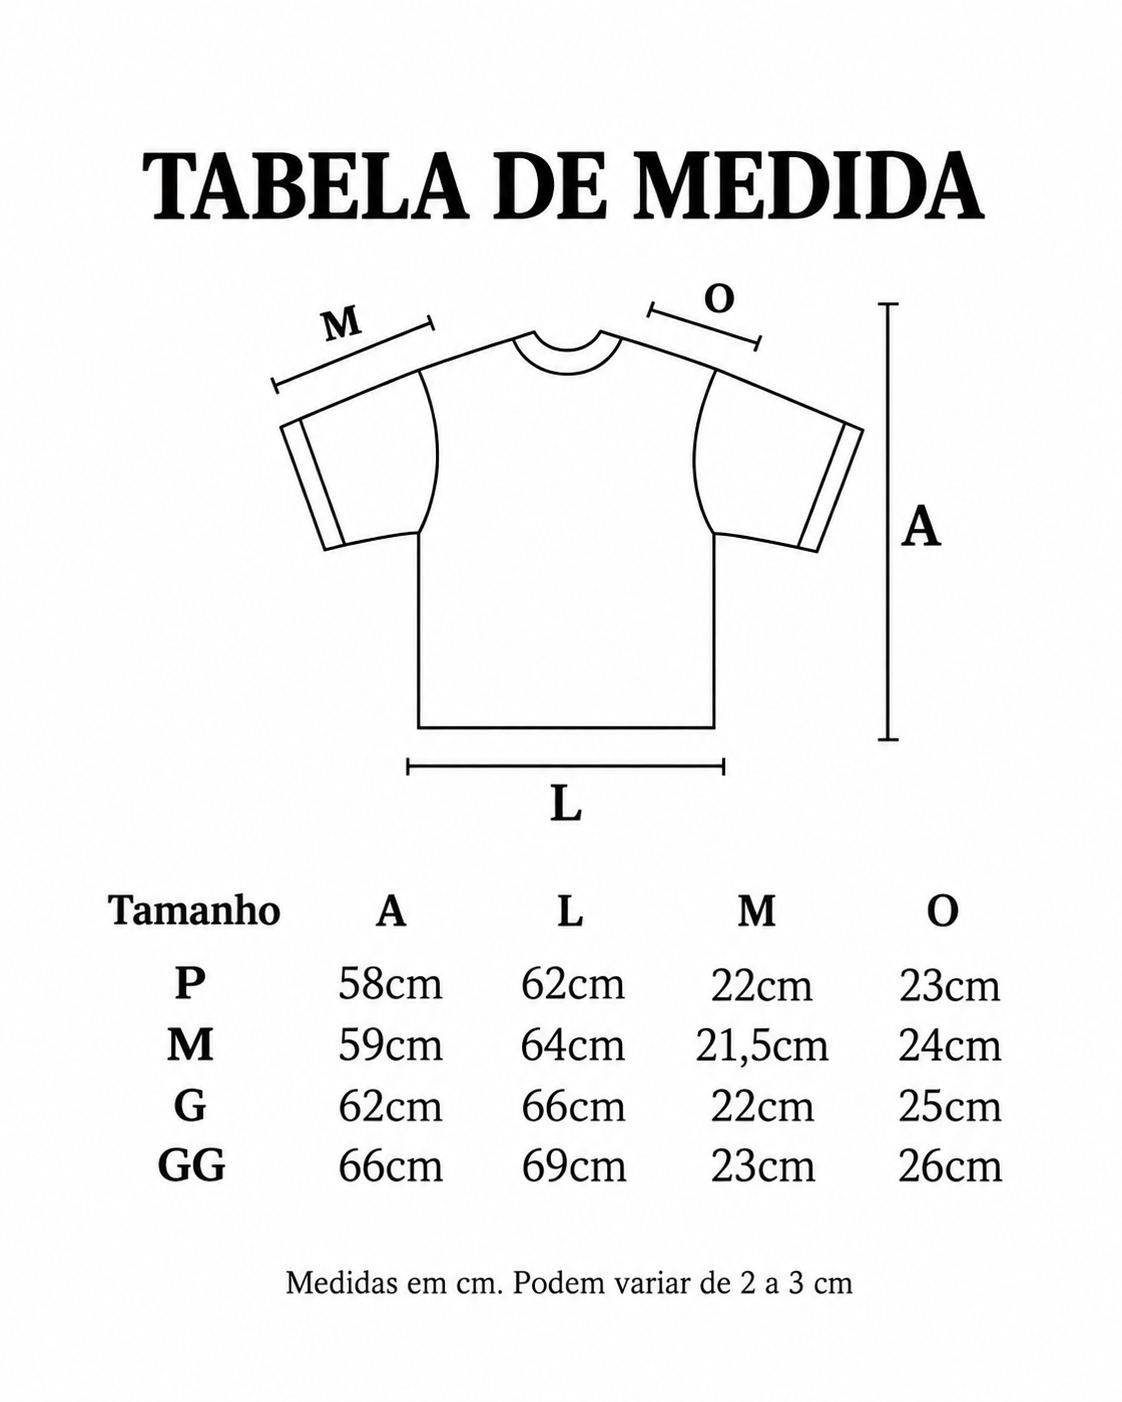 TABELA DE MEDIDA
M
O
A
L
Tamanho A L M O
P 58cm 62cm 22cm 23cm
M 59cm 64cm 21,5cm 24cm
G 62cm 66cm 22cm 25cm
GG 66cm 69cm 23cm 26cm
Medidas em cm. Podem variar de 2 a 3 cm